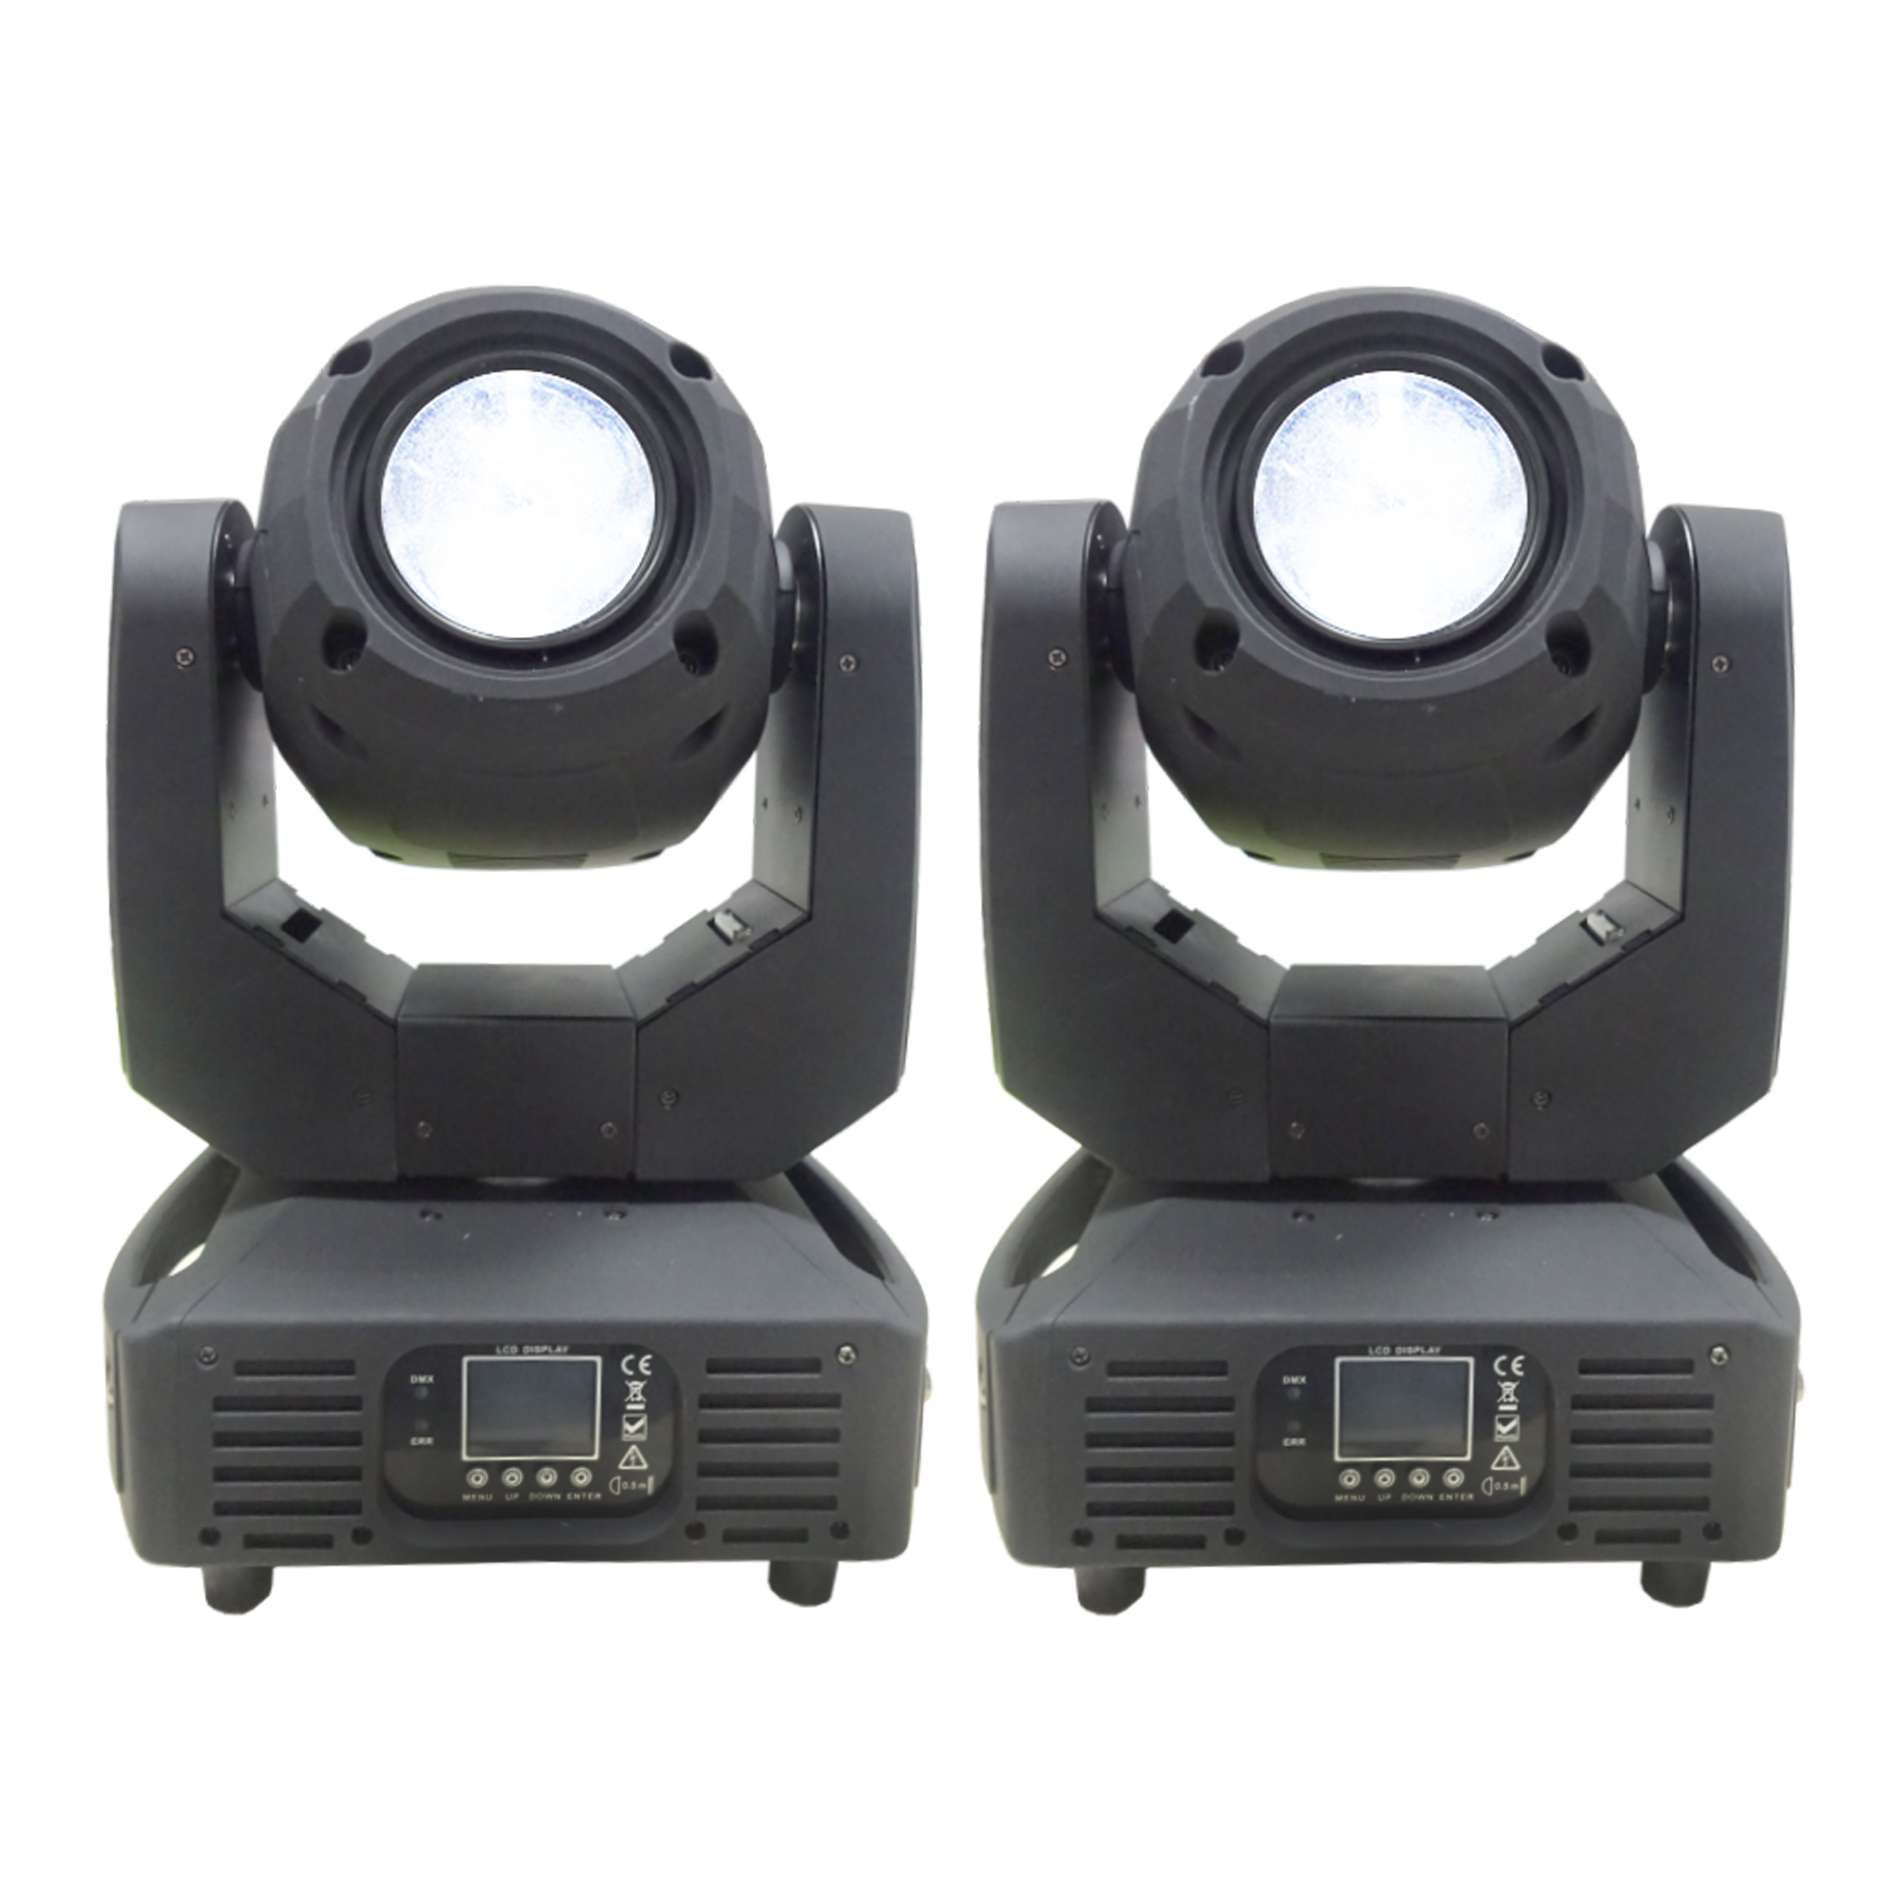 LCD DISPLAY
DMX
ERR
CE
0.5m
MENU UP DOWN ENTER
LCD DISPLAY
DMX
ERR
CE
0.5m
MENU UP DOWN ENTER